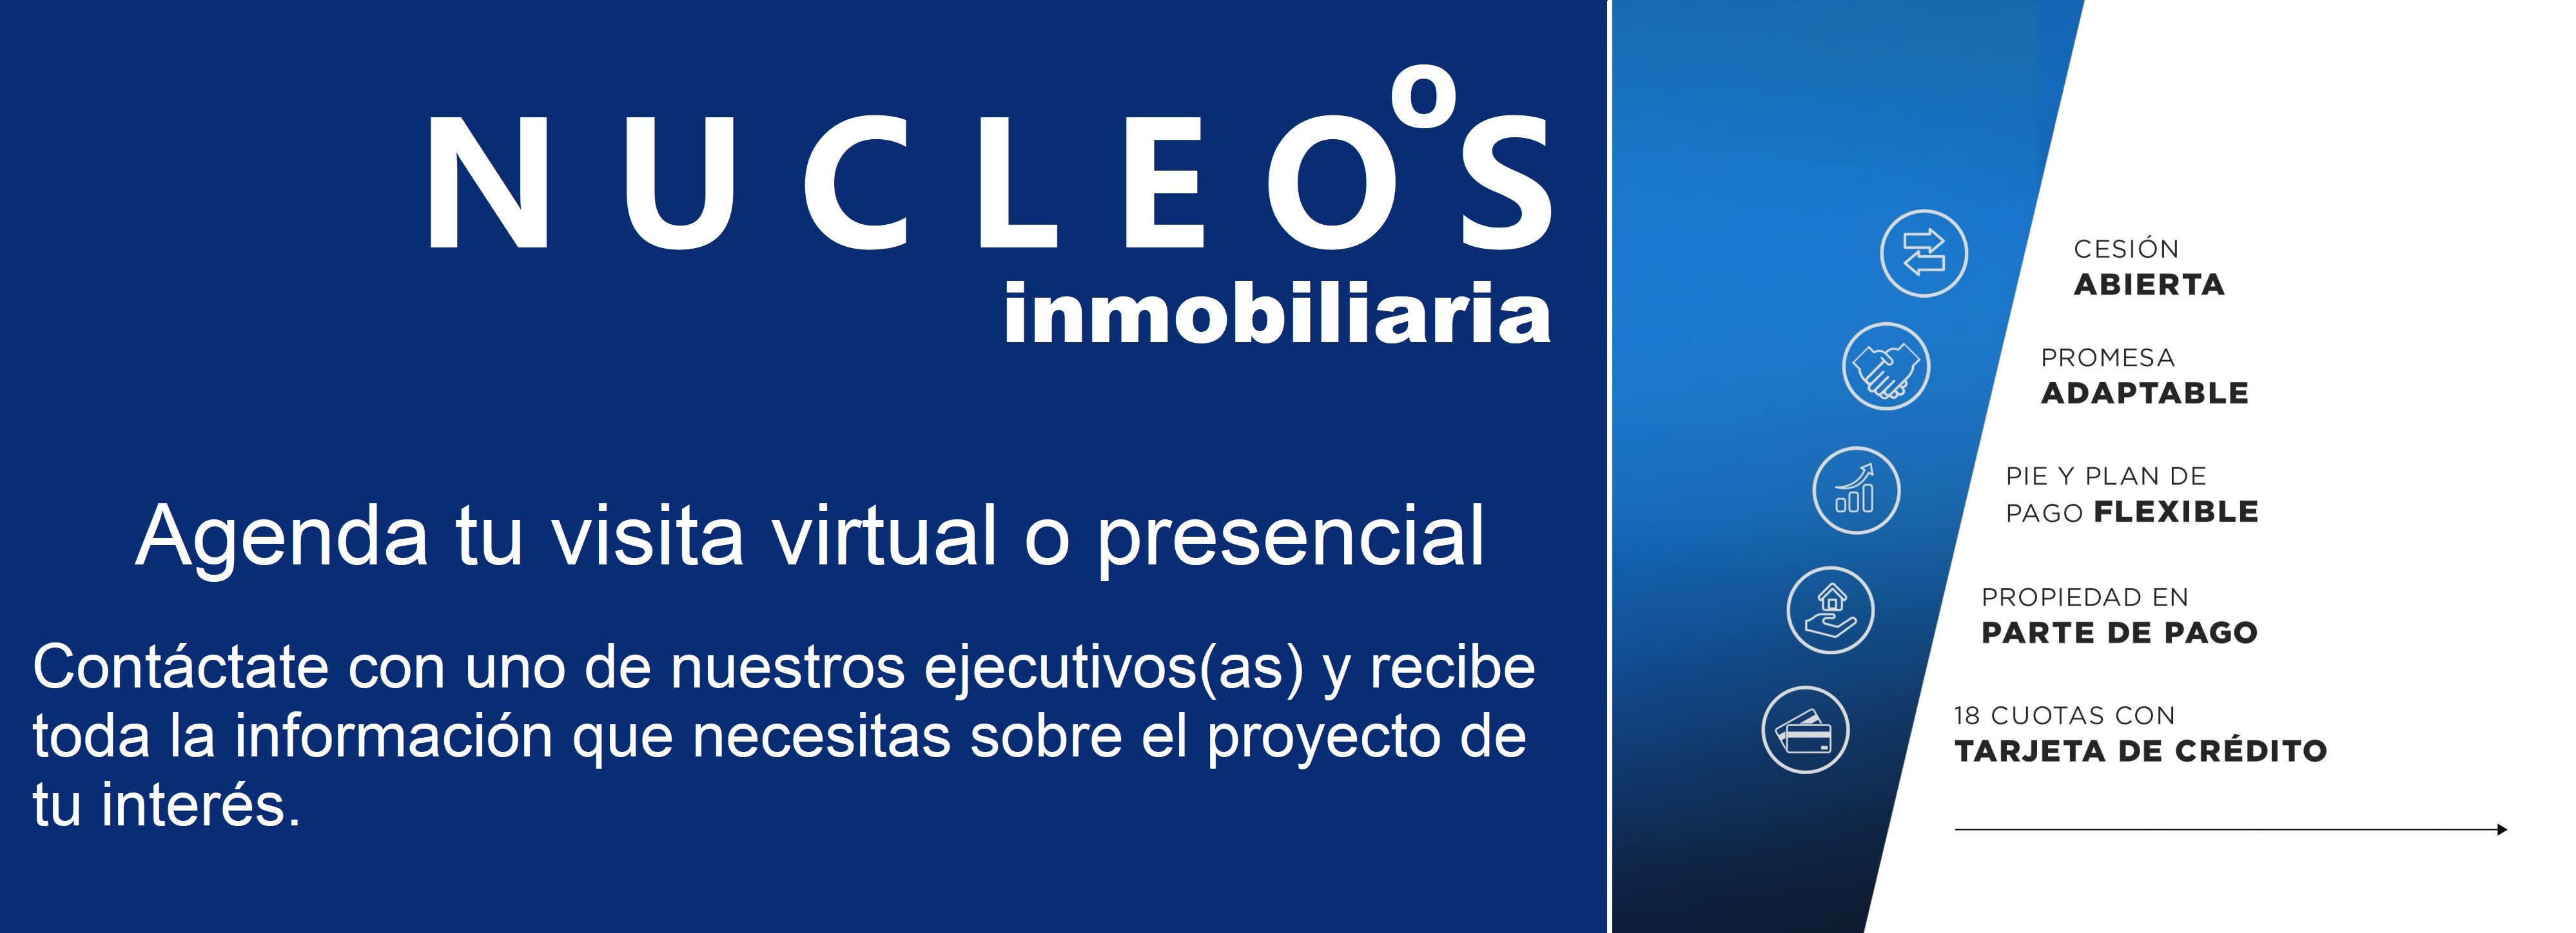 NUCLEOºS
inmobiliaria
Agenda tu visita virtual o presencial
Contáctate con uno de nuestros ejecutivos(as) y recibe
toda la información que necesitas sobre el proyecto de
tu interés.
CESIÓN
ABIERTA
PROMESA
ADAPTABLE
PIE Y PLAN DE
PAGO FLEXIBLE
PROPIEDAD EN
PARTE DE PAGO
18 CUOTAS CON
TARJETA DE CRÉDITO